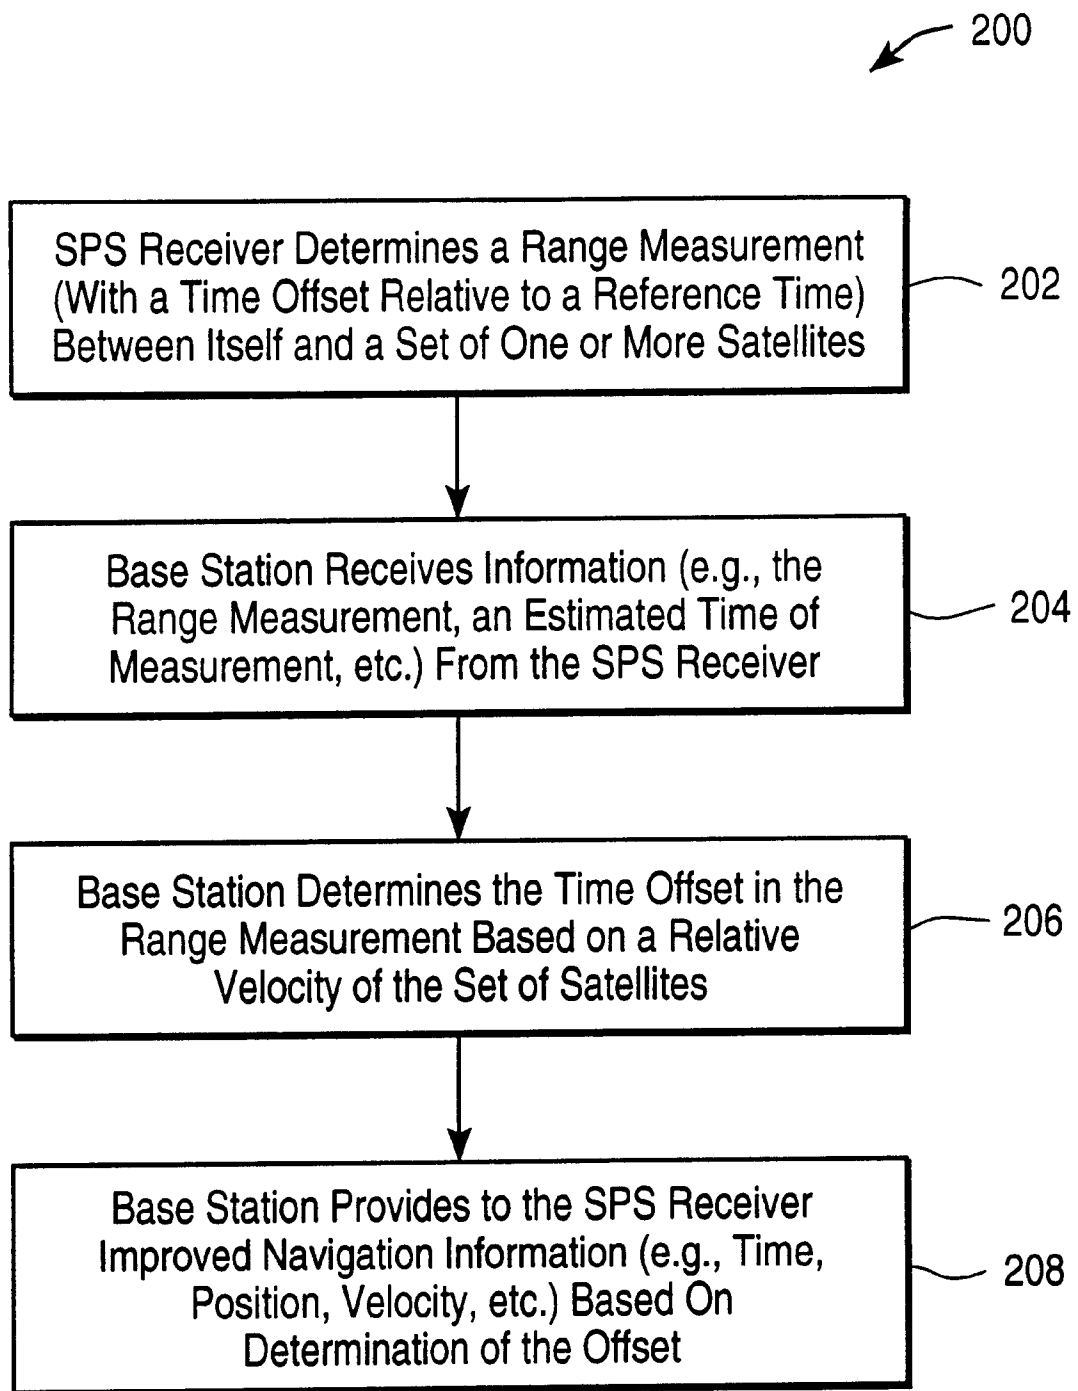 200
SPS Receiver Determines a Range Measurement
(With a Time Offset Relative to a Reference Time)
Between Itself and a Set of One or More Satellites
202
Base Station Receives Information (e.g., the
Range Measurement, an Estimated Time of
Measurement, etc.) From the SPS Receiver
204
Base Station Determines the Time Offset in the
Range Measurement Based on a Relative
Velocity of the Set of Satellites
206
Base Station Provides to the SPS Receiver
Improved Navigation Information (e.g., Time,
Position, Velocity, etc.) Based On
Determination of the Offset
208